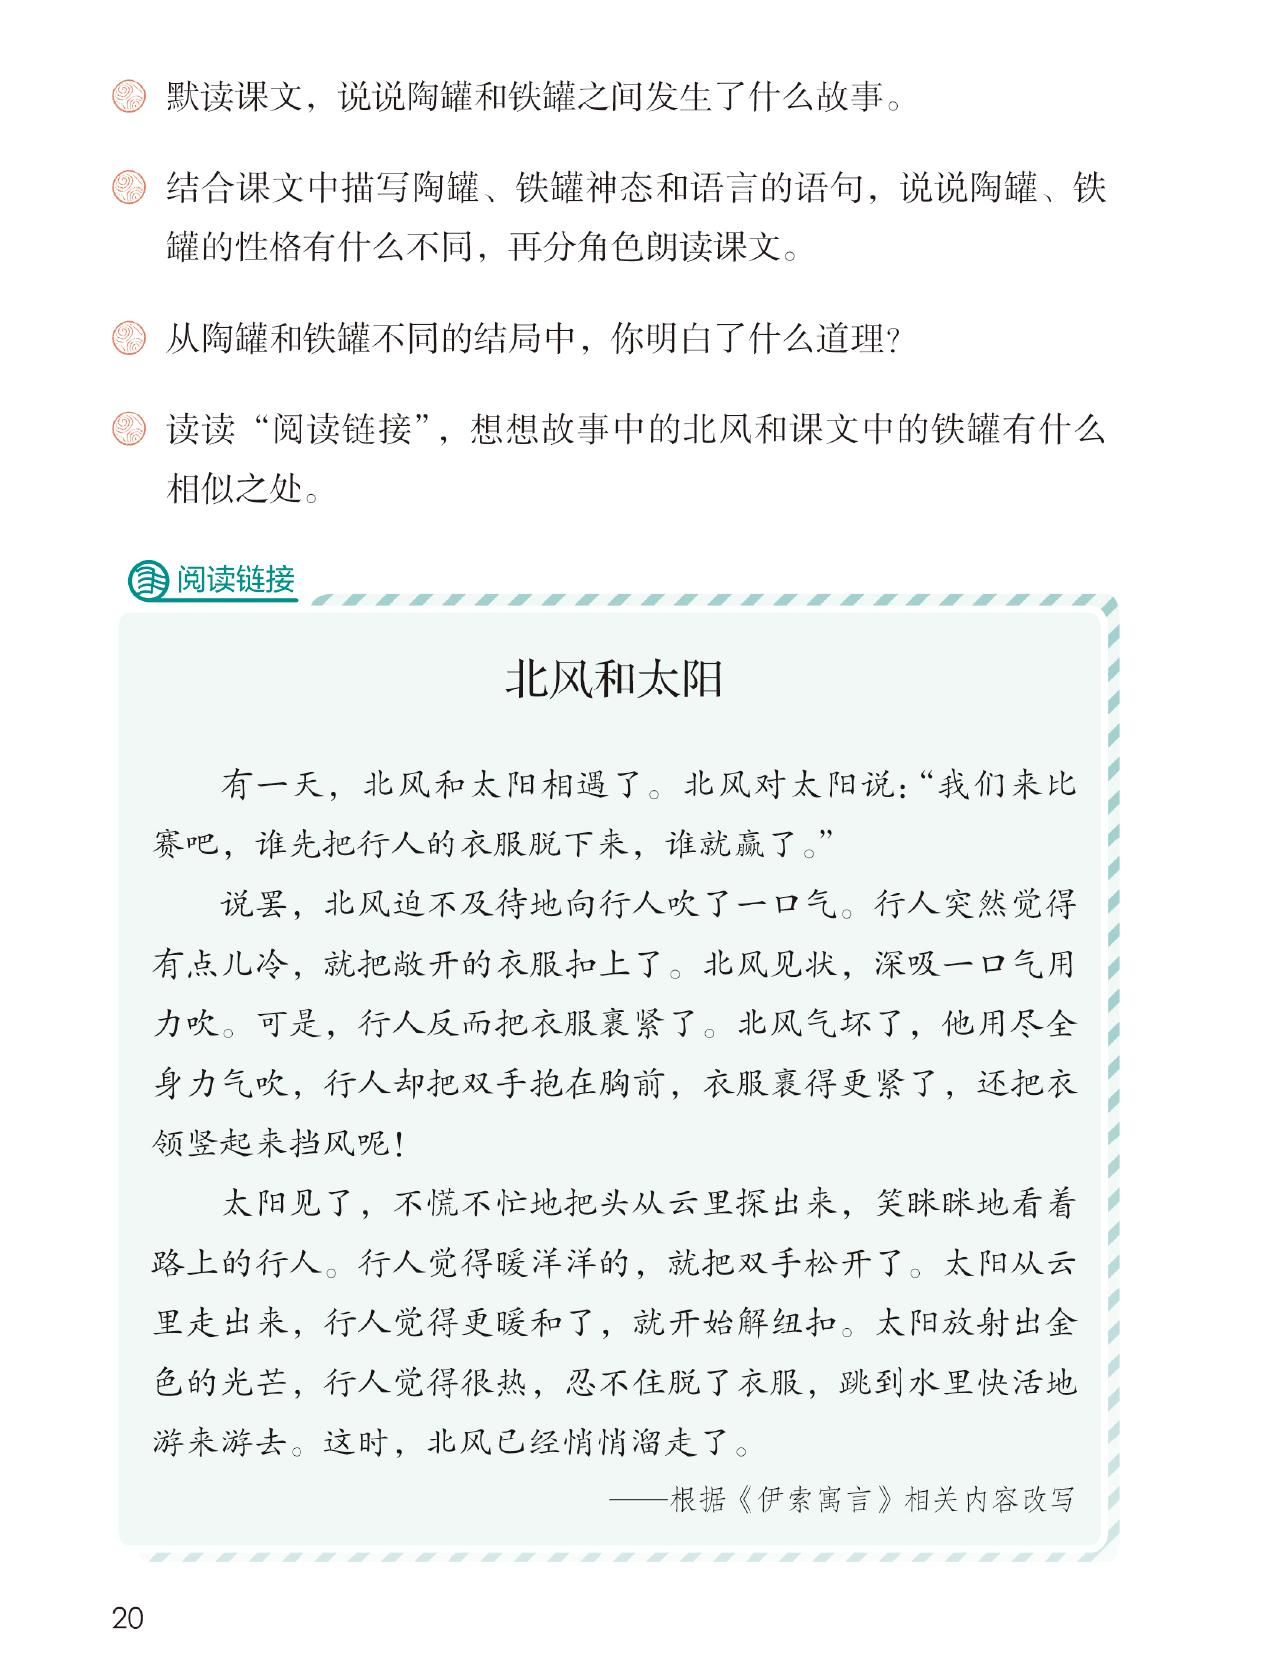 默读课文，说说陶罐和铁罐之间发生了什么故事。
结合课文中描写陶罐、铁罐神态和语言的语句，说说陶罐、铁
罐的性格有什么不同，再分角色朗读课文。
从陶罐和铁罐不同的结局中，你明白了什么道理？
读读“阅读链接”，想想故事中的北风和课文中的铁罐有什么
相似之处。
阅读链接
北风和太阳
有一天，北风和太阳相遇了。北风对太阳说：“我们来比
赛吧，谁先把行人的衣服脱下来，谁就赢了。”
说罢，北风迫不及待地向行人吹了一口气。行人突然觉得
有点儿冷，就把敞开的衣服扣上了。北风见状，深吸一口气用
力吹。可是，行人反而把衣服裹紧了。北风气坏了，他用尽全
身力气吹，行人却把双手抱在胸前，衣服裹得更紧了，还把衣
领竖起来挡风呢！
太阳见了，不慌不忙地把头从云里探出来，笑眯眯地看着
路上的行人。行人觉得暖洋洋的，就把双手松开了。太阳从云
里走出来，行人觉得更暖和了，就开始解纽扣。太阳放射出金
色的光芒，行人觉得很热，忍不住脱了衣服，跳到水里快活地
游来游去。这时，北风已经悄悄溜走了。
——根据《伊索寓言》相关内容改写
20